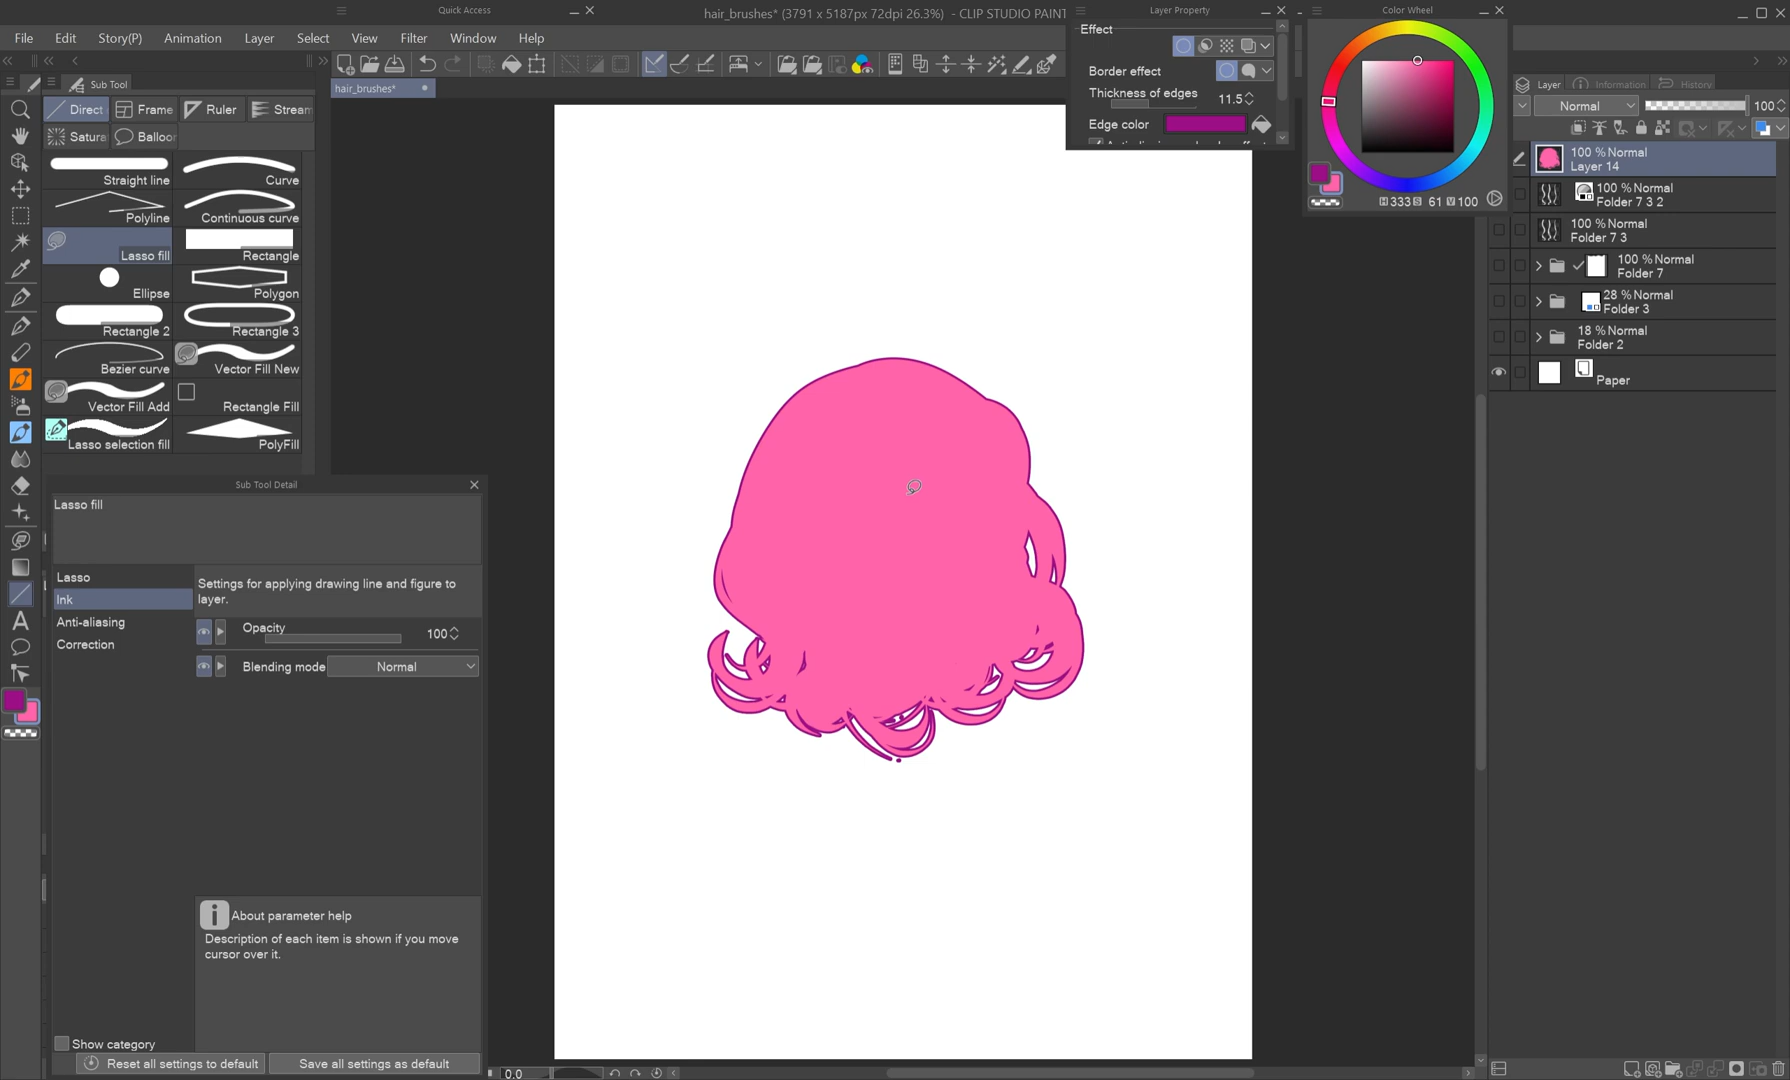 Quick Access
hair_brushes* (3791 x 5187px 72dpi 26.3%) - CLIP STUDIO PAINT
Layer Property
Color Wheel
File Edit Story(P) Animation Layer Select View Filter Window Help
Effect
Border effect
Thickness of edges 11.5
Edge color
Sub Tool
hair_brushes*
Direct Frame Ruler Stream
Satura Balloo
Straight line
Curve
Polyline
Continuous curve
Lasso fill
Rectangle
Ellipse
Polygon
Rectangle 2
Rectangle 3
Bezier curve
Vector Fill New
Vector Fill Add
Rectangle Fill
Lasso selection fill
PolyFill
H 333 S 61 V 100
Layer Information History
Normal 100
100 % Normal
Layer 14
100 % Normal
Folder 7 3 2
100 % Normal
Folder 7 3
100 % Normal
Folder 7
28 % Normal
Folder 3
18 % Normal
Folder 2
Paper
Sub Tool Detail
Lasso fill
Lasso
Ink
Anti-aliasing
Correction
Settings for applying drawing line and figure to
layer.
Opacity 100
Blending mode Normal
About parameter help
Description of each item is shown if you move
cursor over it.
Show category
Reset all settings to default
Save all settings as default
0.0